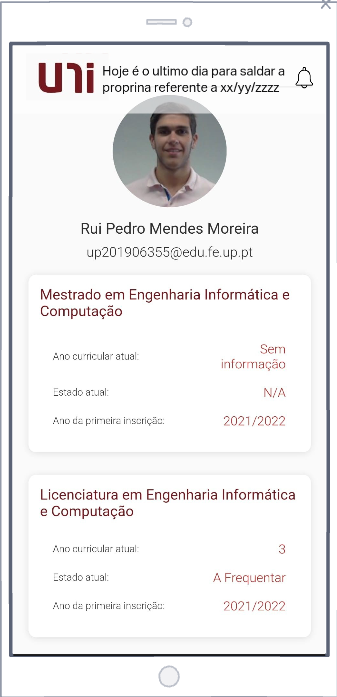 uni
Hoje é o ultimo dia para saldar a
proprina referente a xx/yy/zzzz
Rui Pedro Mendes Moreira
up201906355@edu.fe.up.pt
Mestrado em Engenharia Informática e
Computação
Ano curricular atual: Sem
informação
Estado atual: N/A
Ano da primeira inscrição: 2021/2022
Licenciatura em Engenharia Informática
e Computação
Ano curricular atual: 3
Estado atual: A Frequentar
Ano da primeira inscrição: 2021/2022